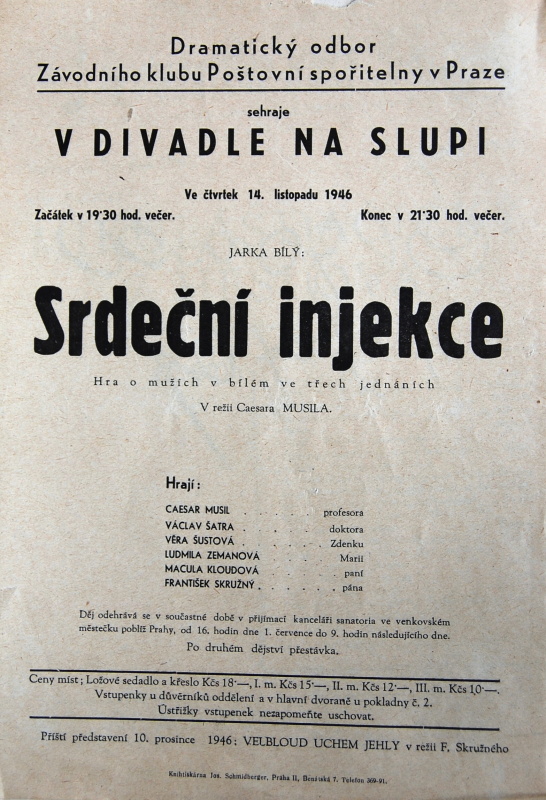 Dramatický odbor
Závodního klubu Poštovní spořitelny v Praze
sehraje
V DIVADLE NA SLUPI
Ve čtvrtek 14. listopadu 1946
Začátek v 19·30 hod. večer. Konec v 21·30 hod. večer.
JARKA BÍLÝ:
Srdeční injekce
Hra o mužích v bílém ve třech jednáních
V režii Caesara MUSILA.
Hrají:
CAESAR MUSIL . . . . . profesora
VÁCLAV ŠATRA . . . . . doktora
VĚRA ŠUSTOVÁ . . . . . Zdenku
LUDMILA ZEMANOVÁ . . . . Marii
MACULA KLOUDOVÁ . . . . . paní
FRANTIŠEK SKRUŽNÝ . . . . . pána
Děj odehrává se v součastné době v přijímací kanceláři sanatoria ve venkovském
městečku poblíž Prahy, od 16. hodin dne 1. července do 9. hodin následujícího dne.
Po druhém dějství přestávka.
Ceny míst; Ložové sedadlo a křeslo Kčs 18·—, I. m. Kčs 15·—, II. m. Kčs 12·—, III. m. Kčs 10·—.
Vstupenky u důvěrníků oddělení a v hlavní dvoraně u pokladny č. 2.
Ústřižky vstupenek nezapomeňte uschovat.
Příští představení 10. prosince 1946: VELBLOUD UCHEM JEHLY v režii F. Skružného
Knihtiskárna Jos. Schmidberger, Praha II, Benátská 7. Telefon 369-91.